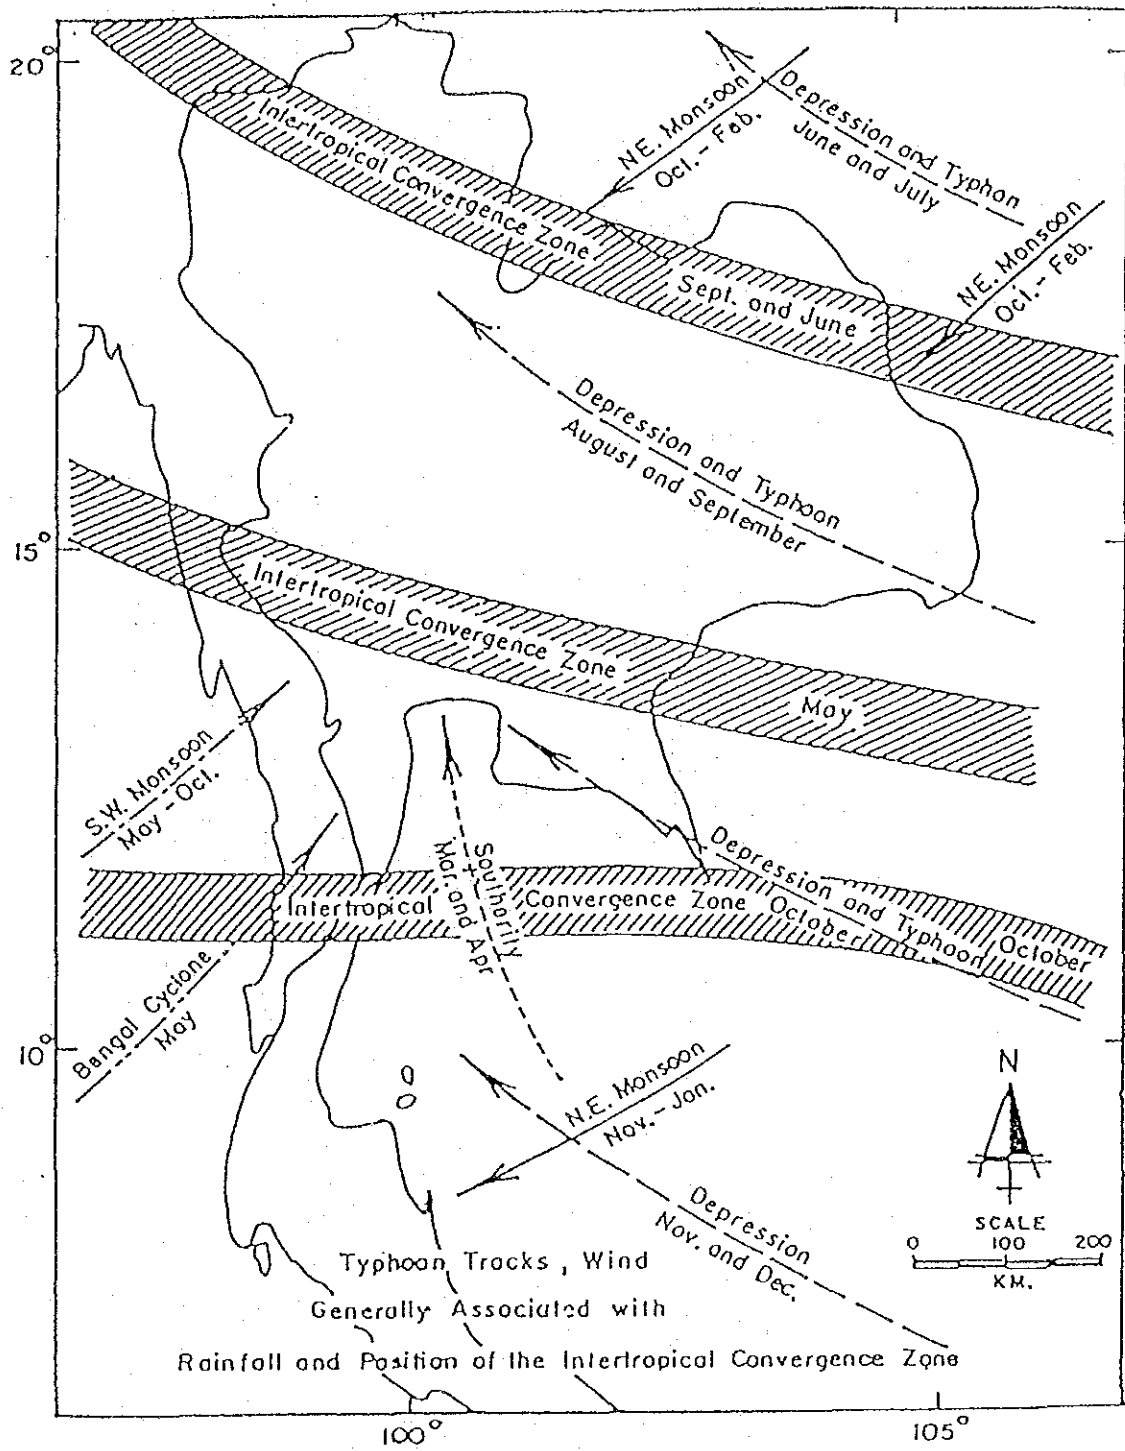 20°
Intertropical Convergence Zone
Sept. and June
N.E. Monsoon
Oct.- Feb.
Depression and Typhon
June and July
N.E. Monsoon
Oct.- Feb.
Depression and Typhoon
August and September
15°
Intertropical Convergence Zone
May
S.W. Monsoon
May - Oct.
Southarity
Mar. and Apr
Depression and Typhoon
October
Intertropical Convergence Zone
October
Bangal Cyclone
May
10°
N.E. Monsoon
Nov.- Jan.
Depression
Nov. and Dec.
N
SCALE
0 100 200
KM.
Typhoon Tracks , Wind
Generally Associated with
Rainfall and Position of the Intertropical Convergence Zone
100° 105°